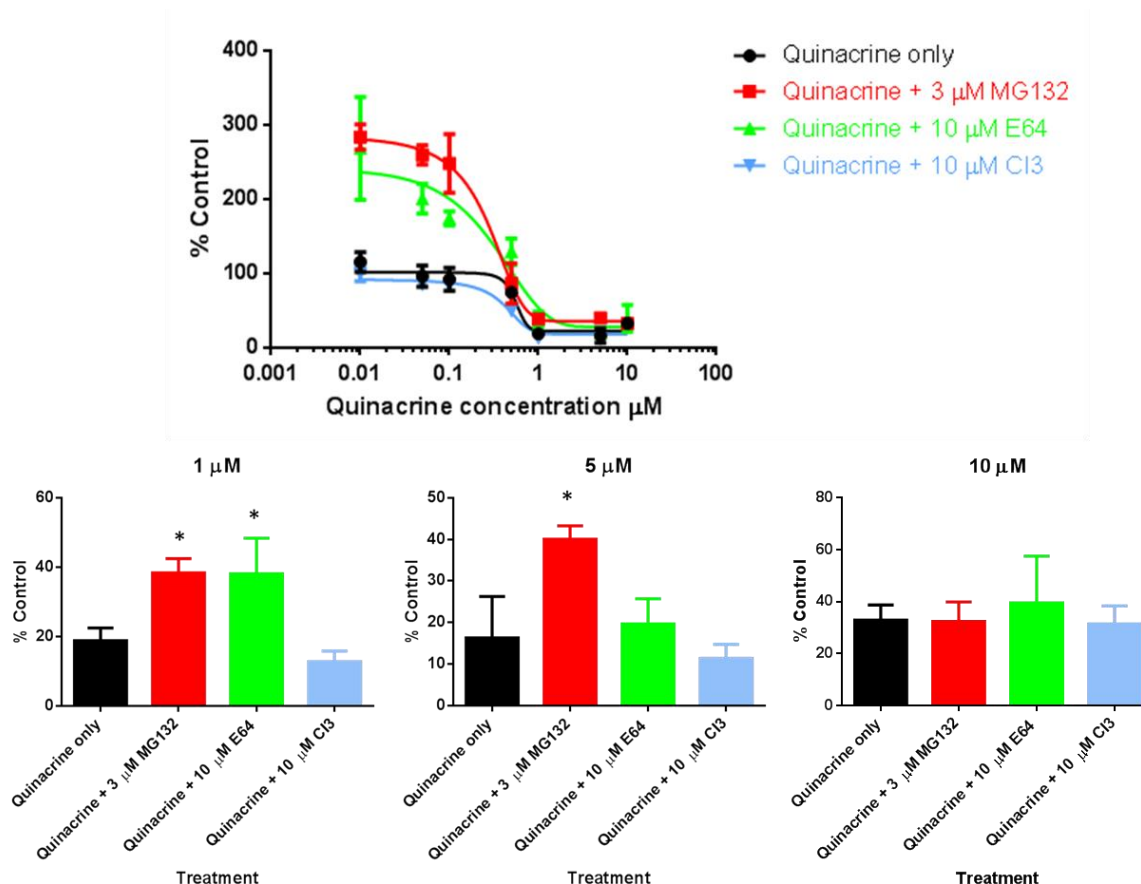 400
300
200
100
0
% Control
0.001
0.01
0.1
1
10
100
Quinacrine concentration μM
Quinacrine only
Quinacrine + 3 μM MG132
Quinacrine + 10 μM E64
Quinacrine + 10 μM CI3
1 μM
60
40
20
0
% Control
*
*
Quinacrine only
Quinacrine + 3 μM MG132
Quinacrine + 10 μM E64
Quinacrine + 10 μM CI3
Treatment
5 μM
50
40
30
20
10
0
% Control
*
Quinacrine only
Quinacrine + 3 μM MG132
Quinacrine + 10 μM E64
Quinacrine + 10 μM CI3
Treatment
10 μM
80
60
40
20
0
% Control
Quinacrine only
Quinacrine + 3 μM MG132
Quinacrine + 10 μM E64
Quinacrine + 10 μM CI3
Treatment